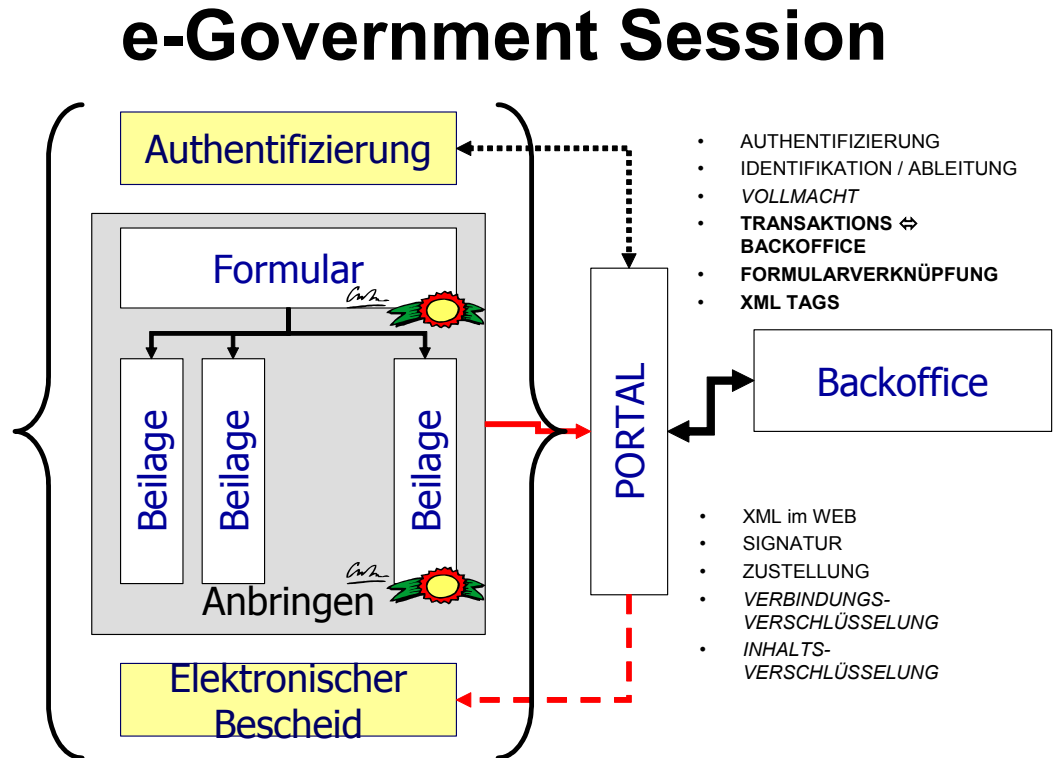 e-Government Session
Authentifizierung
Formular
Beilage
Beilage
Beilage
Anbringen
Elektronischer
Bescheid
PORTAL
Backoffice
• AUTHENTIFIZIERUNG
• IDENTIFIKATION / ABLEITUNG
• VOLLMACHT
• TRANSAKTIONS ⇔
BACKOFFICE
• FORMULARVERKNÜPFUNG
• XML TAGS
• XML im WEB
• SIGNATUR
• ZUSTELLUNG
• VERBINDUNGS-
VERSCHLÜSSELUNG
• INHALTS-
VERSCHLÜSSELUNG